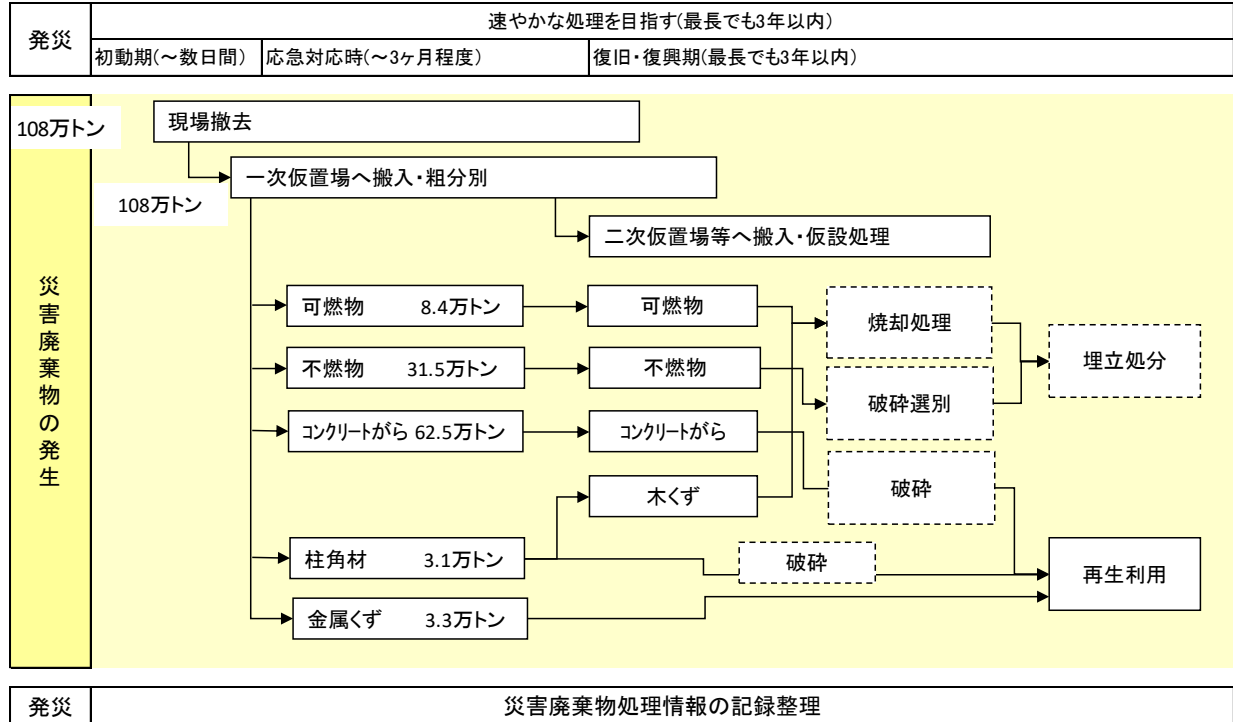 発災
速やかな処理を目指す(最長でも3年以内)
初動期(～数日間)
応急対応時(～3ヶ月程度)
復旧・復興期(最長でも3年以内)
災害廃棄物の発生
108万トン
現場撤去
108万トン
一次仮置場へ搬入・粗分別
二次仮置場等へ搬入・仮設処理
可燃物 8.4万トン
可燃物
焼却処理
不燃物 31.5万トン
不燃物
破砕選別
埋立処分
コンクリートがら 62.5万トン
コンクリートがら
破砕
木くず
柱角材 3.1万トン
破砕
再生利用
金属くず 3.3万トン
発災
災害廃棄物処理情報の記録整理